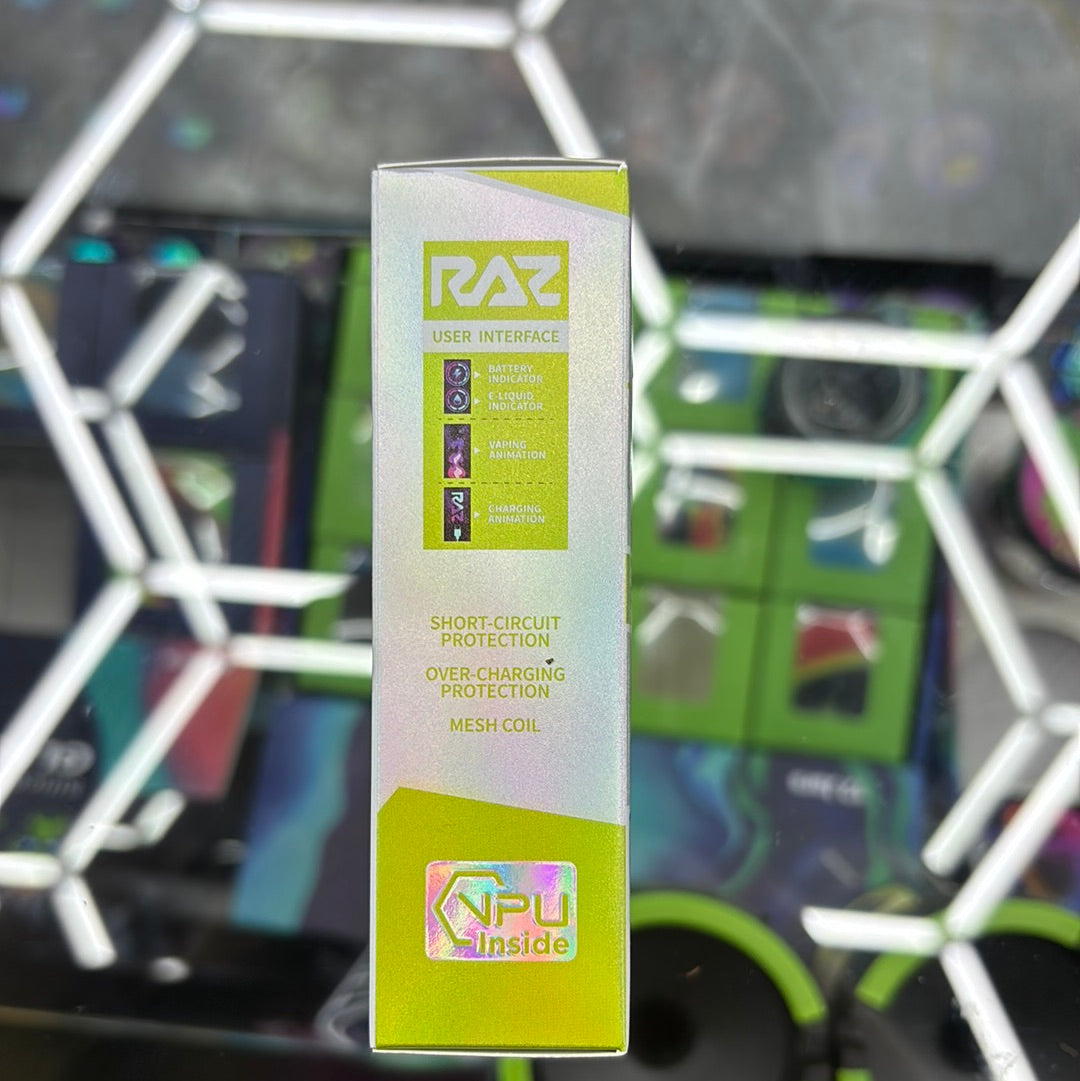 RAZ
USER INTERFACE
BATTERY
INDICATOR
E-LIQUID
INDICATOR
VAPING
ANIMATION
RAZ
CHARGING
ANIMATION
SHORT-CIRCUIT
PROTECTION
OVER-CHARGING
PROTECTION
MESH COIL
VPU
Inside